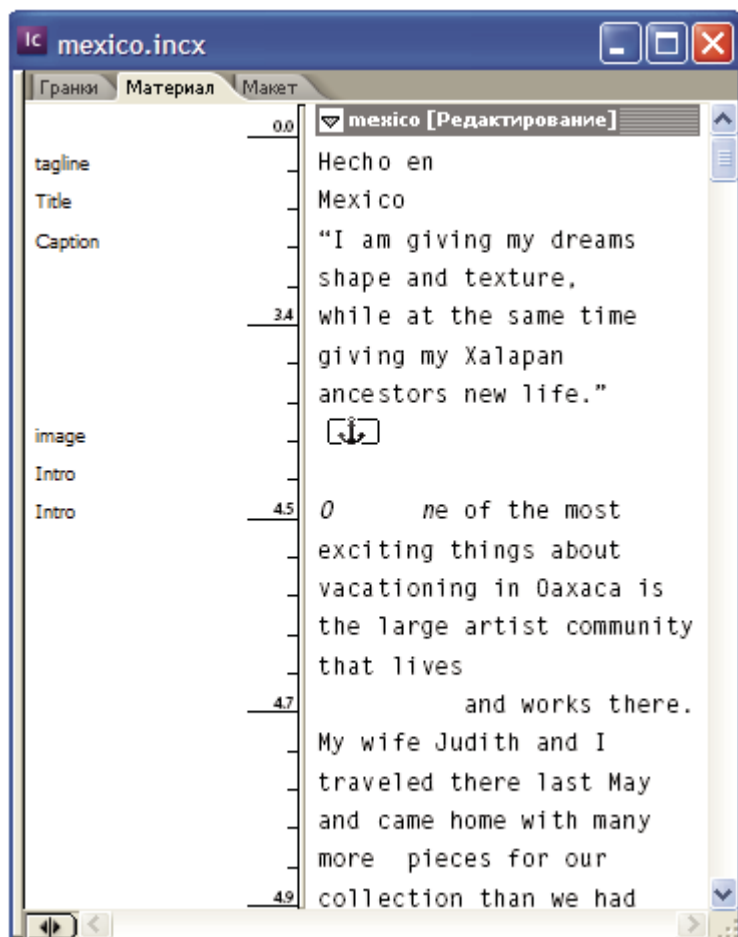 Ic mexico.incx
Гранки Материал Макет
0.0 mexico [Редактирование]
tagline Hecho en
Title Mexico
Caption “I am giving my dreams
shape and texture,
3.4 while at the same time
giving my Xalapan
ancestors new life.”
image
Intro
Intro 4.5 O ne of the most
exciting things about
vacationing in Oaxaca is
the large artist community
that lives
4.7 and works there.
My wife Judith and I
traveled there last May
and came home with many
more pieces for our
4.9 collection than we had